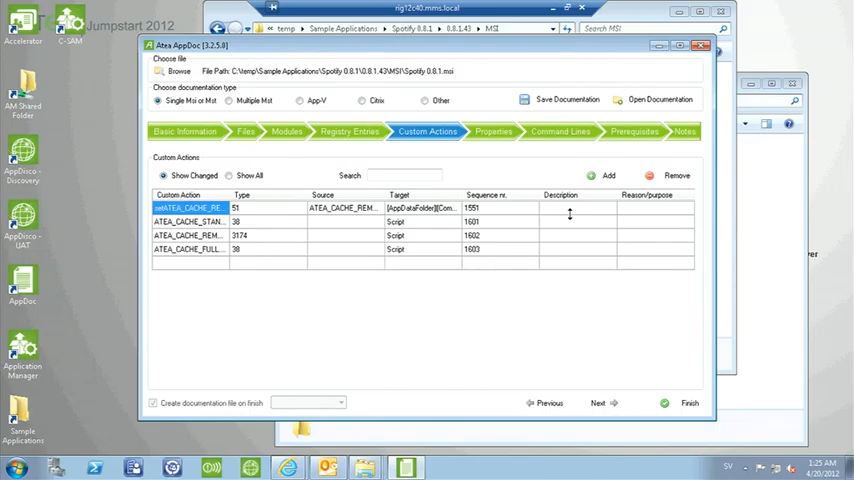 Jumpstart 2012
Accelerator
C-SAM
AM Shared
Folder
AppDisco -
Discovery
AppDisco -
UAT
AppDoc
Application
Manager
Sample
Applications
rig12c40.mms.local
temp Sample Applications Spotify 0.8.1 0.8.1.43 MSI
Search MSI
Atea AppDoc [3.2.5.0]
Choose file
Browse File Path: C:\temp\Sample Applications\Spotify 0.8.1\0.8.1.43\MSI\Spotify 0.8.1.msi
Choose documentation type
Single Msi or Mst Multiple Mst App-V Citrix Other Save Documentation Open Documentation
Basic Information Files Modules Registry Entries Custom Actions Properties Command Lines Prerequisites Notes
Custom Actions
Show Changed Show All Search Add Remove
Custom Action Type Source Target Sequence nr. Description Reason/purpose
setATEA_CACHE_RE... 51 ATEA_CACHE_REM... [AppDataFolder][Com... 1551
ATEA_CACHE_STAN... 38 Script 1601
ATEA_CACHE_REM... 3174 Script 1602
ATEA_CACHE_FULL... 38 Script 1603
Create documentation file on finish Previous Next Finish
SV
1:25 AM
4/20/2012